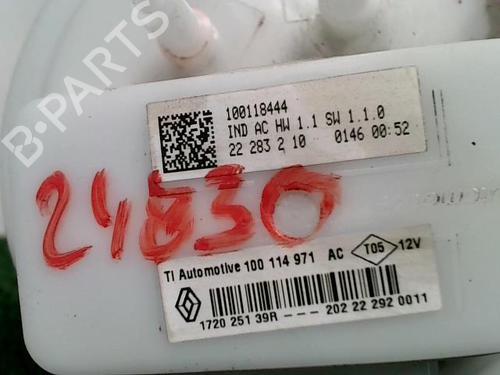 B-PARTS
100118444
IND AC HW 1.1 SW 1.1.0
22 283 2 10 0146 00:52
24830
TI Automotive 100 114 971 AC T05 12V
1720 251 39R --- 202 22 292 0011